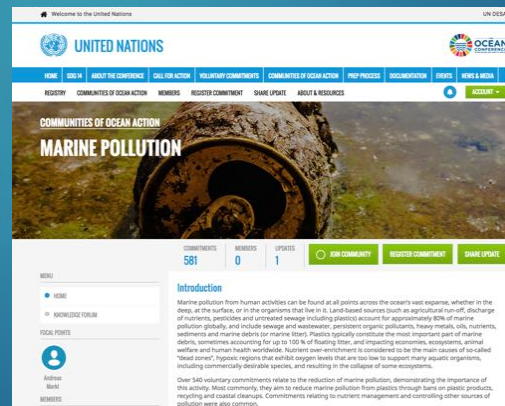 Welcome to the United Nations
UN DESA
UNITED NATIONS
OCEAN
CONFERENCE
HOME SDG 14 ABOUT THE CONFERENCE CALL FOR ACTION VOLUNTARY COMMITMENTS COMMUNITIES OF OCEAN ACTION PREP PROCESS DOCUMENTATION EVENTS NEWS & MEDIA
REGISTRY COMMUNITIES OF OCEAN ACTION MEMBERS REGISTER COMMITMENT SHARE UPDATE ABOUT & RESOURCES
ACCOUNT
COMMUNITIES OF OCEAN ACTION
MARINE POLLUTION
COMMITMENTS MEMBERS UPDATES
581 0 1
JOIN COMMUNITY REGISTER COMMITMENT SHARE UPDATE
MENU
HOME
KNOWLEDGE FORUM
FOCAL POINTS
Andreas
Markl
MEMBERS
Introduction
Marine pollution from human activities can be found at all points across the ocean's vast expanse, whether in the
deep, at the surface, or in the organisms that live in it. Land-based sources (such as agricultural run-off, discharge
of nutrients, pesticides and untreated sewage including plastics) account for approximately 80% of marine
pollution globally, and include sewage and wastewater, persistent organic pollutants, heavy metals, oils, nutrients,
sediments and marine debris (or marine litter). Plastics typically constitute the most important part of marine
debris, sometimes accounting for up to 100 % of floating litter, and impacting economies, ecosystems, animal
welfare and human health worldwide. Nutrient over-enrichment is considered to be the main causes of so-called
"dead zones", hypoxic regions that exhibit oxygen levels that are too low to support many aquatic organisms,
including commercially desirable species, and resulting in the collapse of some ecosystems.
Over 540 voluntary commitments relate to the reduction of marine pollution, demonstrating the importance of
this activity. Most commonly, they aim to reduce marine pollution from plastics through bans on plastic products,
recycling and coastal cleanups. Commitments relating to nutrient management and controlling other sources of
pollution were also common.